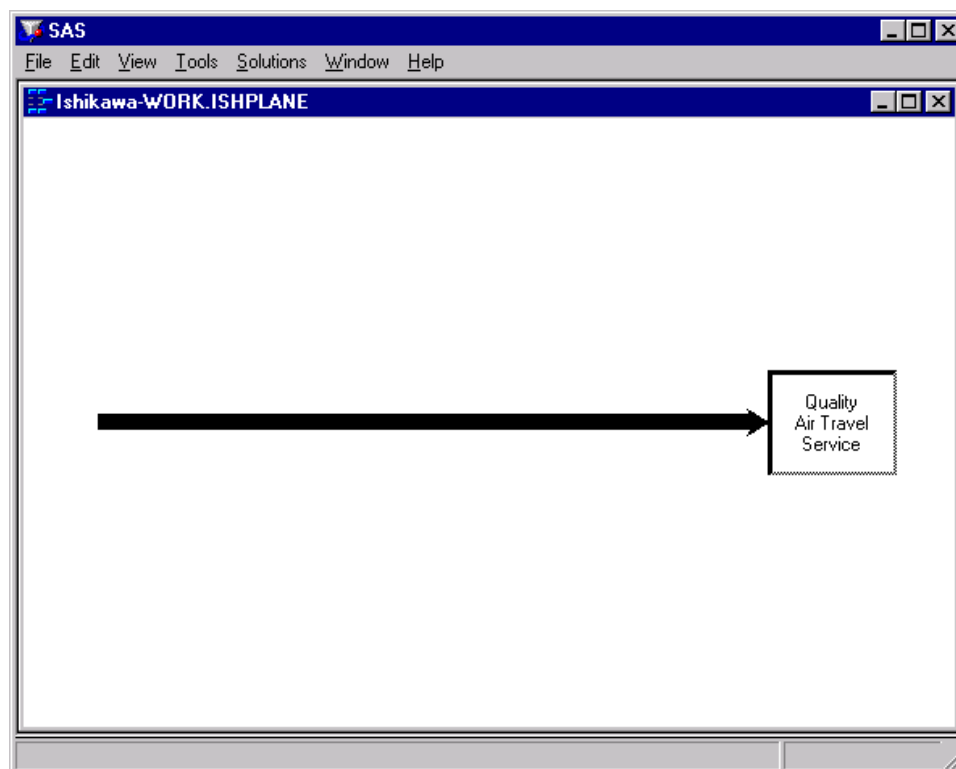 SAS
File Edit View Tools Solutions Window Help
Ishikawa-WORK.ISHPLANE
Quality
Air Travel
Service